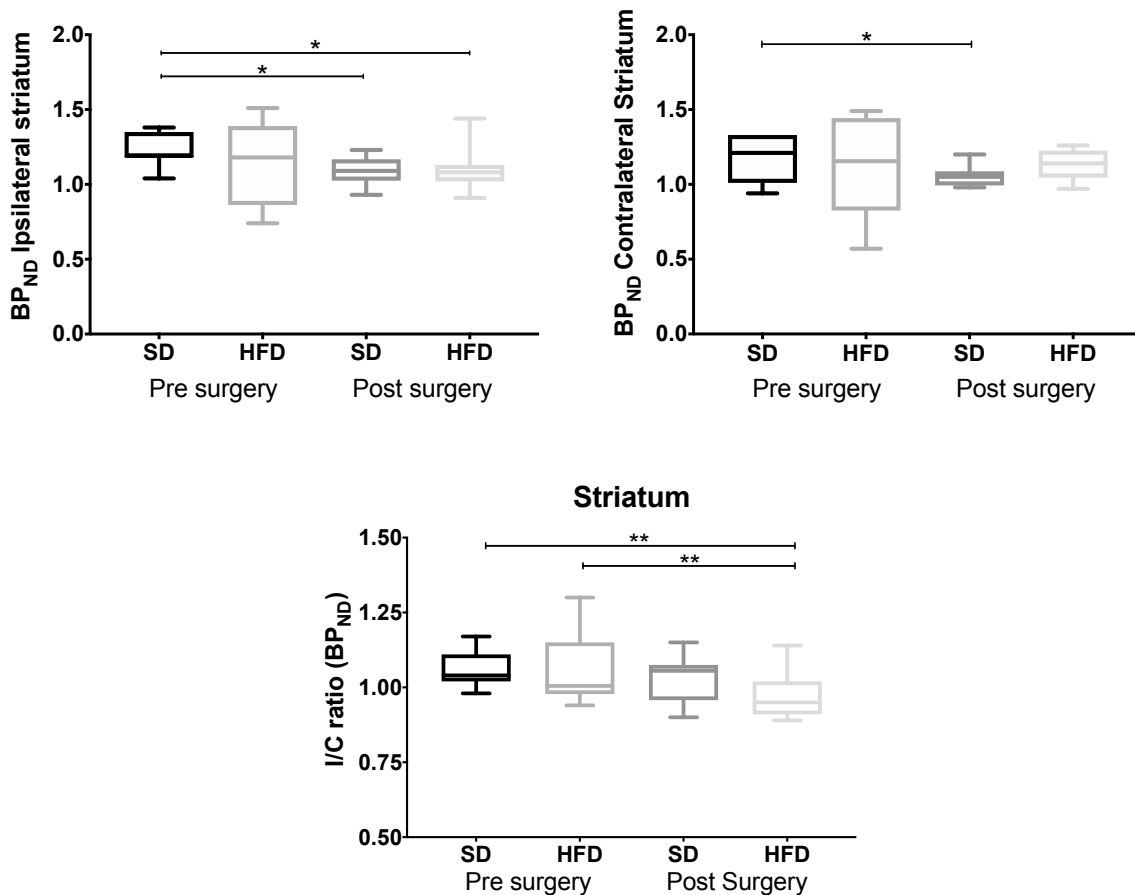 BP_ND Ipsilateral striatum
2.0
1.5
1.0
0.5
0.0
*
*
SD HFD SD HFD
Pre surgery Post surgery
BP_ND Contralateral Striatum
2.0
1.5
1.0
0.5
0.0
*
SD HFD SD HFD
Pre surgery Post surgery
Striatum
I/C ratio (BP_ND)
1.50
1.25
1.00
0.75
0.50
**
**
SD HFD SD HFD
Pre surgery Post Surgery